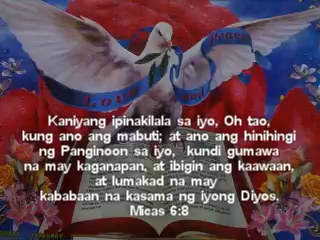 Love
Peace
Kaniyang ipinakilala sa iyo, Oh tao,
kung ano ang mabuti; at ano ang hinihingi
ng Panginoon sa iyo, kundi gumawa
na may kaganapan, at ibigin ang kaawaan,
at lumakad na may
kababaan na kasama ng iyong Diyos.
Micas 6:8